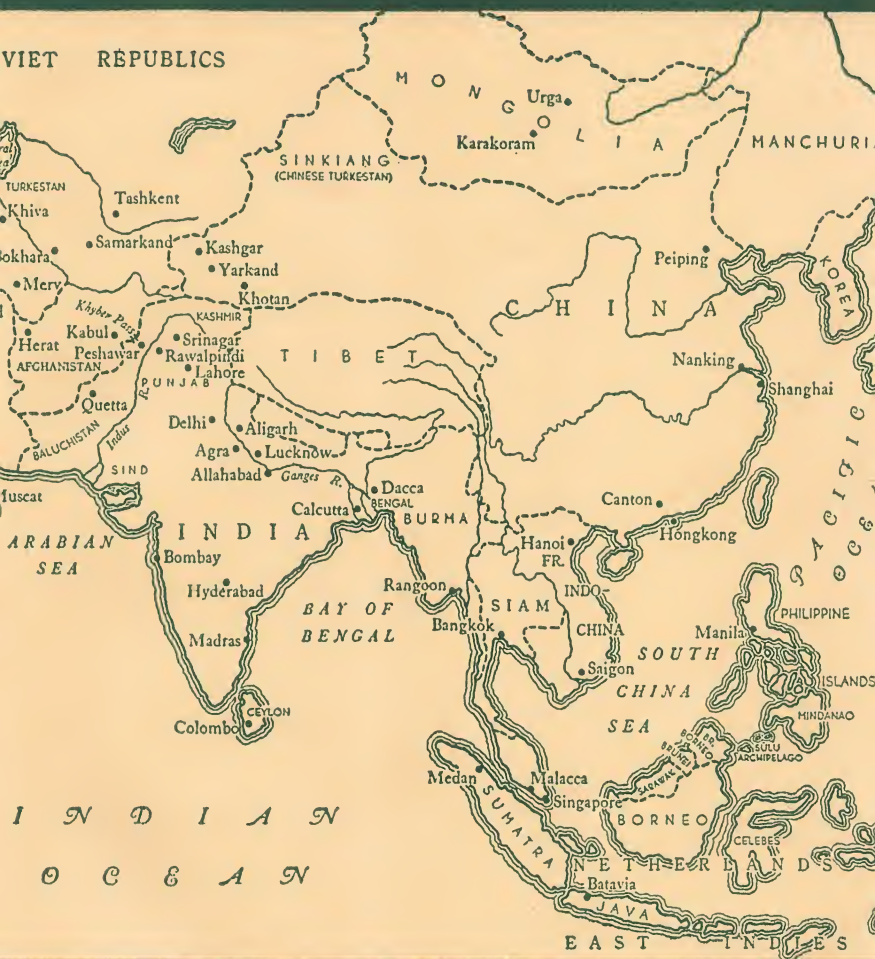 VIET REPUBLICS
MONGOLIA
Urga
Karakoram
MANCHURIA
SINKIANG
(CHINESE TURKESTAN)
TURKESTAN
Tashkent
Khiva
Samarkand
Bokhara
Kashgar
Yarkand
Merv
Khotan
Peiping
KOREA
CHINA
KASHMIR
Khyber Pass
Kabul
Srinagar
Herat
Peshawar
Rawalpindi
TIBET
AFGHANISTAN
Lahore
PUNJAB
Nanking
Shanghai
Quetta
Indus R.
Delhi
Aligarh
BALUCHISTAN
Agra
Lucknow
SIND
Allahabad
Ganges R.
Muscat
Dacca
BENGAL
Calcutta
BURMA
Canton
Hongkong
PACIFIC
OCE
INDIA
Hanoi
FR.
INDO-
CHINA
ARABIAN
SEA
Bombay
Hyderabad
Rangoon
BAY OF
BENGAL
SIAM
Bangkok
Madras
Manila
PHILIPPINE
ISLANDS
Saigon
SOUTH
CHINA
SEA
MINDANAO
CEYLON
Colombo
SULU
ARCHIPELAGO
BR.
BORNEO
BRUNEI
SARAWAK
Medan
Malacca
Singapore
SUMATRA
BORNEO
CELEBES
INDIAN
OCEAN
NETHERLANDS
Batavia
JAVA
EAST INDIES